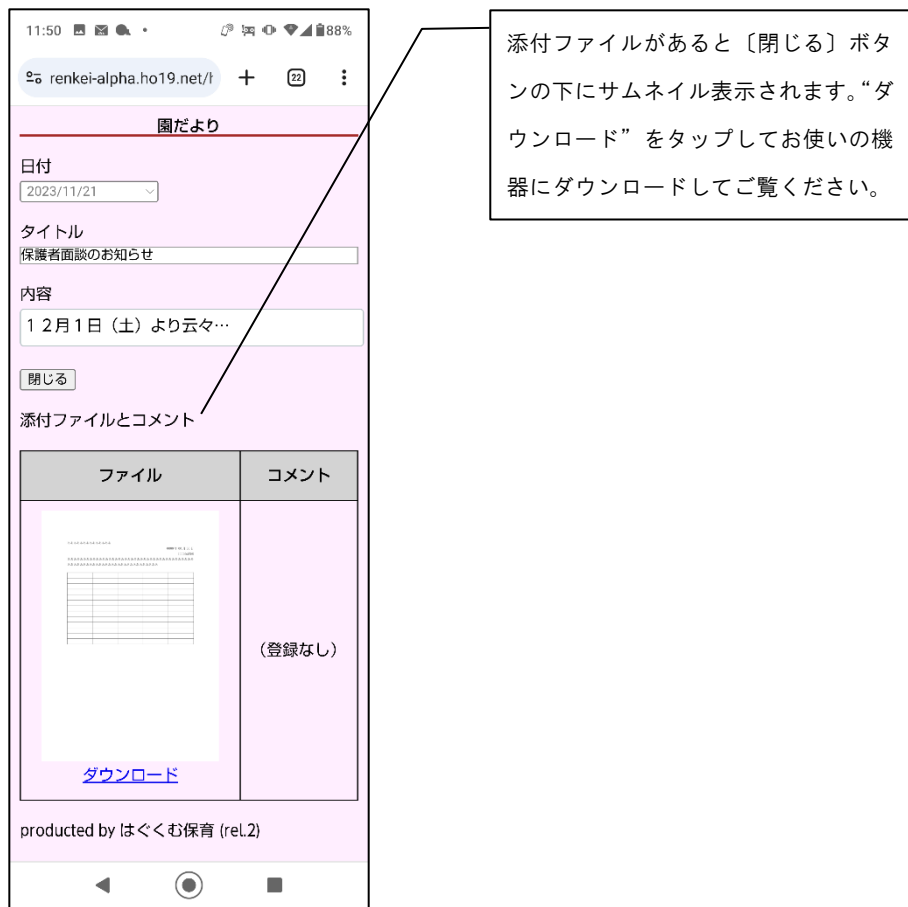 11:50
88%
renkei-alpha.ho19.net/h
22
園だより
日付
2023/11/21
タイトル
保護者面談のお知らせ
内容
１２月１日（土）より云々…
閉じる
添付ファイルとコメント
ファイル
コメント
（登録なし）
ダウンロード
producted by はぐくむ保育 (rel.2)
添付ファイルがあると〔閉じる〕ボタ
ンの下にサムネイル表示されます。“ダ
ウンロード”をタップしてお使いの機
器にダウンロードしてご覧ください。